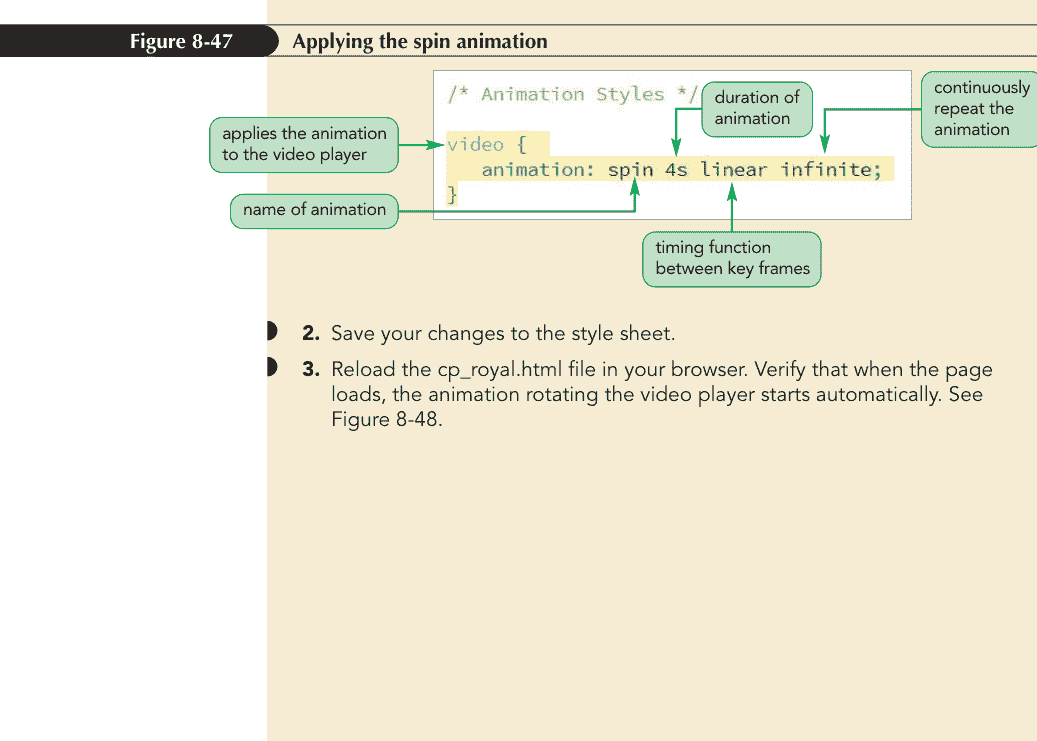 Figure 8-47 Applying the spin animation
/* Animation Styles */
duration of
animation
continuously
repeat the
animation
applies the animation
to the video player
video {
animation: spin 4s linear infinite;
}
name of animation
timing function
between key frames
2. Save your changes to the style sheet.
3. Reload the cp_royal.html file in your browser. Verify that when the page
loads, the animation rotating the video player starts automatically. See
Figure 8-48.